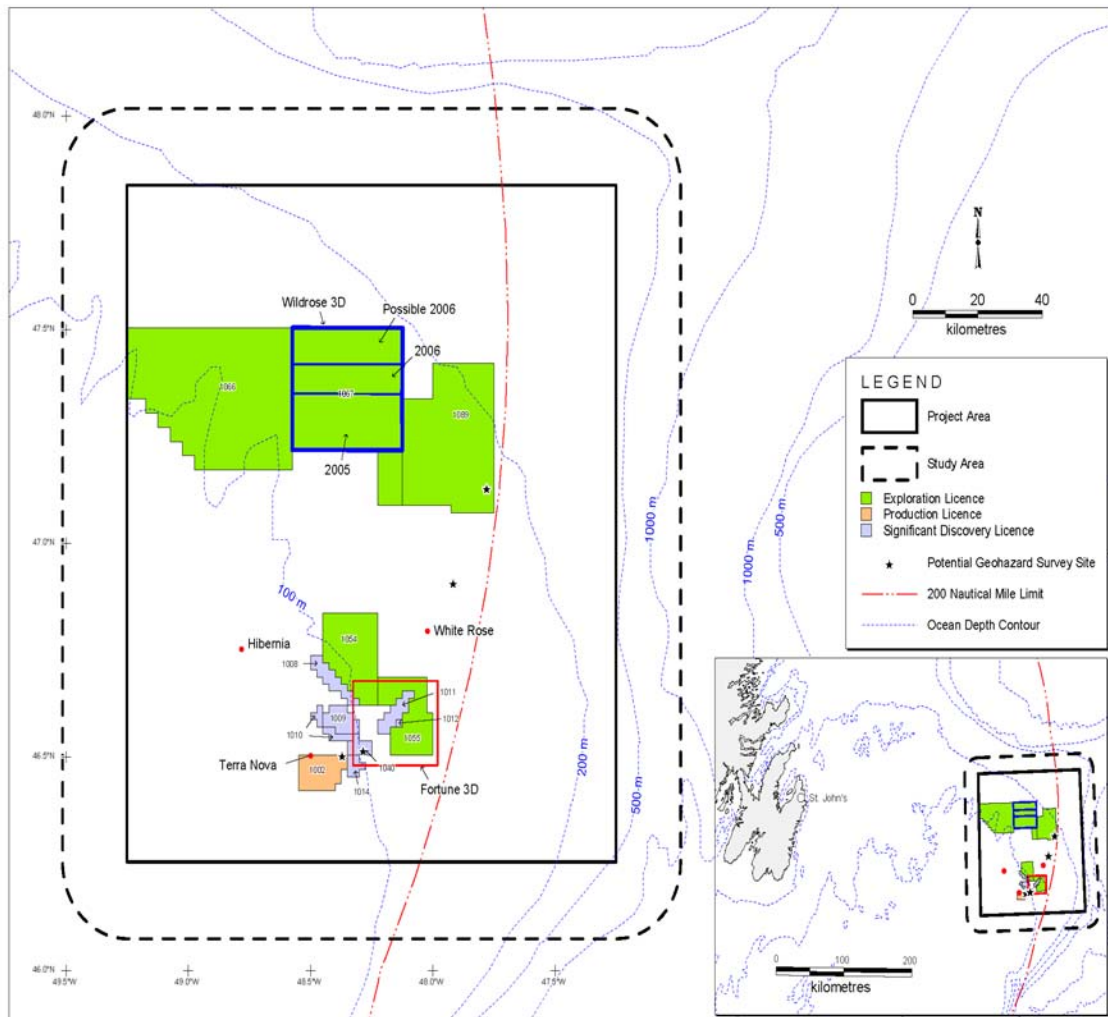 48.0°N
47.5°N
47.0°N
46.5°N
46.0°N
49.5°W
49.0°W
48.5°W
48.0°W
47.5°W
Wildrose 3D
Possible 2006
2006
1066
1067
1089
2005
100 m
1000 m
1000 m
500 m
200 m
500 m
White Rose
Hibernia
1054
1008
1011
1009
1012
1010
1055
Terra Nova
1002
1040
1014
Fortune 3D
N
0 20 40
kilometres
LEGEND
Project Area
Study Area
Exploration Licence
Production Licence
Significant Discovery Licence
Potential Geohazard Survey Site
200 Nautical Mile Limit
Ocean Depth Contour
St. John's
0 100 200
kilometres